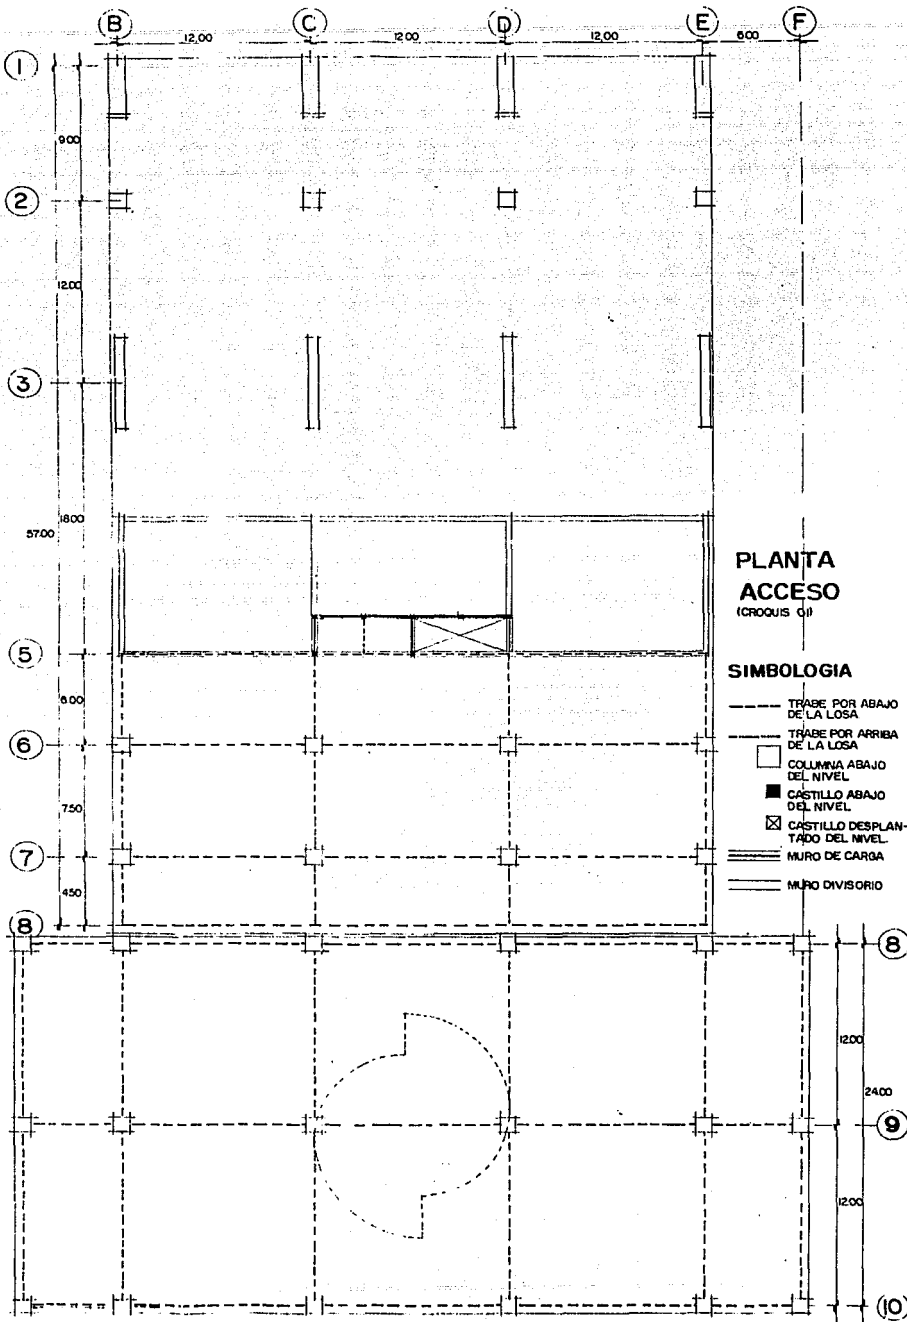 B C D E F
12.00 12.00 12.00 6.00
1
9.00
2
12.00
3
18.00
57.00
PLANTA
ACCESO
(CROQUIS 01)
5
SIMBOLOGIA
TRABE POR ABAJO
DE LA LOSA
6.00
TRABE POR ARRIBA
DE LA LOSA
6
COLUMNA ABAJO
DEL NIVEL
CASTILLO ABAJO
DEL NIVEL
7.50
CASTILLO DESPLAN-
TADO DEL NIVEL.
7
MURO DE CARGA
4.50
MURO DIVISORIO
8
8
12.00
24.00
9
12.00
10